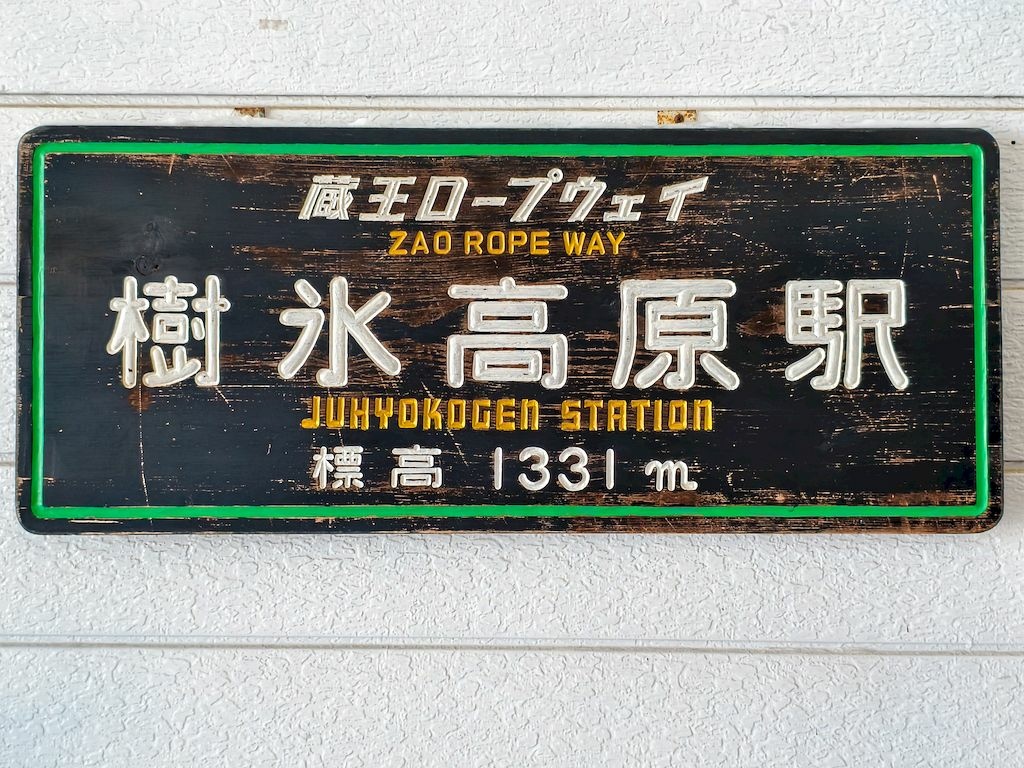 蔵王ロープウェイ
ZAO ROPE WAY
樹氷高原駅
JUHYOKOGEN STATION
標高 1331m